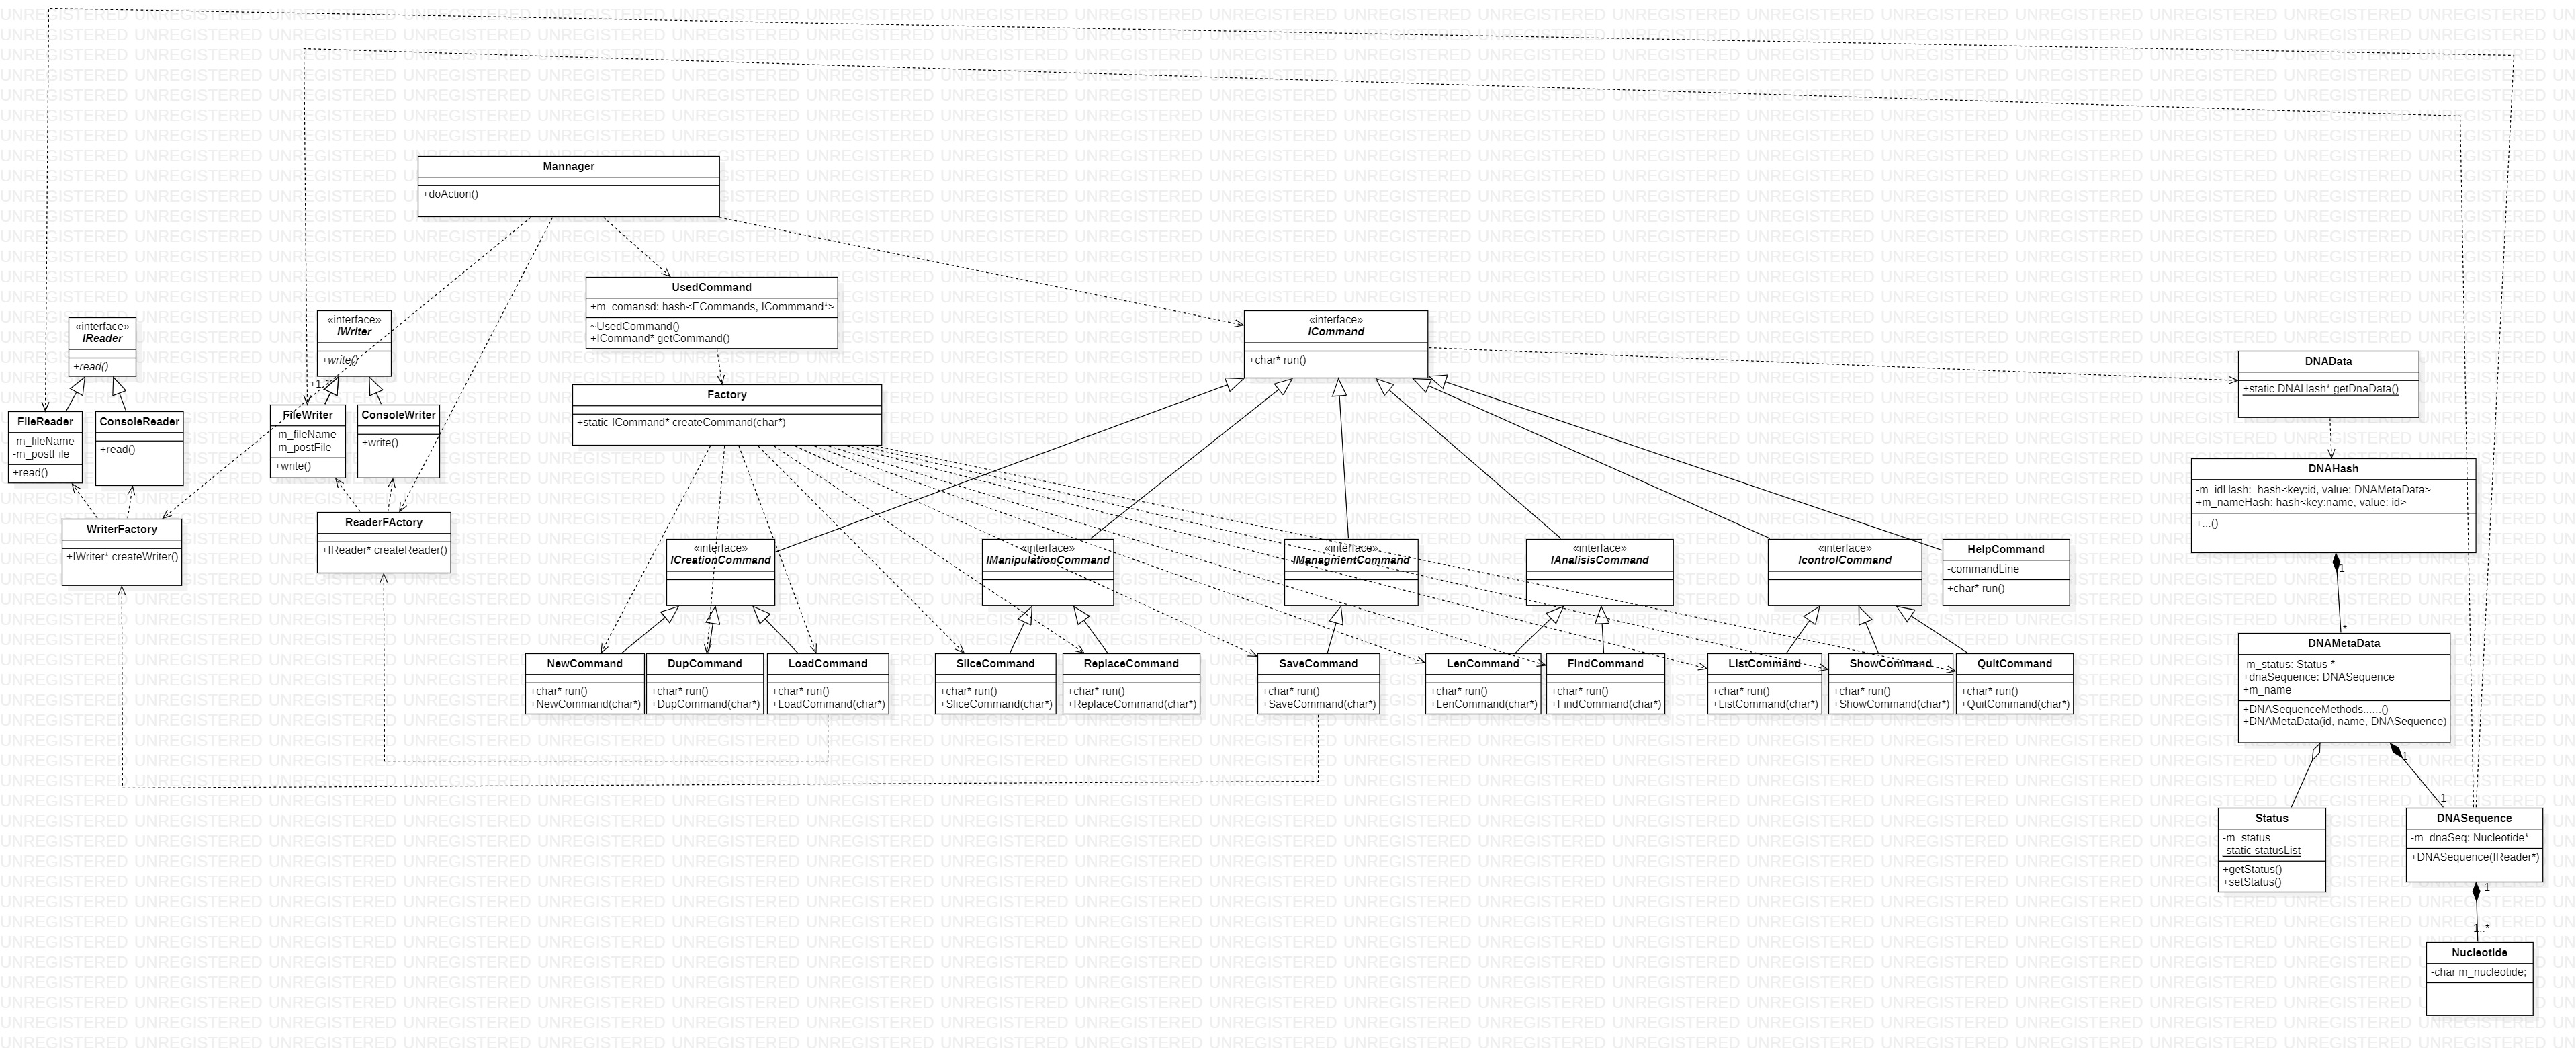 Mannager
+doAction()
UsedCommand
+m_comansd: hash<ECommands, ICommmand*>
~UsedCommand()
+ICommand* getCommand()
«interface»
IReader
+read()
«interface»
IWriter
+write()
+1..*
«interface»
ICommand
+char* run()
DNAData
+static DNAHash* getDnaData()
FileReader
-m_fileName
-m_postFile
+read()
ConsoleReader
+read()
FileWriter
-m_fileName
-m_postFile
+write()
ConsoleWriter
+write()
Factory
+static ICommand* createCommand(char*)
DNAHash
-m_idHash:  hash<key:id, value: DNAMetaData>
+m_nameHash: hash<key:name, value: id>
+...()
WriterFactory
+IWriter* createWriter()
ReaderFActory
+IReader* createReader()
«interface»
ICreationCommand
«interface»
IManipulationCommand
«interface»
IManagmentCommand
«interface»
IAnalisisCommand
«interface»
IcontrolCommand
HelpCommand
-commandLine
+char* run()
1
*
NewCommand
+char* run()
+NewCommand(char*)
DupCommand
+char* run()
+DupCommand(char*)
LoadCommand
+char* run()
+LoadCommand(char*)
SliceCommand
+char* run()
+SliceCommand(char*)
ReplaceCommand
+char* run()
+ReplaceCommand(char*)
SaveCommand
+char* run()
+SaveCommand(char*)
LenCommand
+char* run()
+LenCommand(char*)
FindCommand
+char* run()
+FindCommand(char*)
ListCommand
+char* run()
+ListCommand(char*)
ShowCommand
+char* run()
+ShowCommand(char*)
QuitCommand
+char* run()
+QuitCommand(char*)
DNAMetaData
-m_status: Status *
+dnaSequence: DNASequence
+m_name
+DNASequenceMethods......()
+DNAMetaData(id, name, DNASequence)
1
1
Status
-m_status
-static statusList
+getStatus()
+setStatus()
DNASequence
-m_dnaSeq: Nucleotide*
+DNASequence(IReader*)
1
1..*
Nucleotide
-char m_nucleotide;